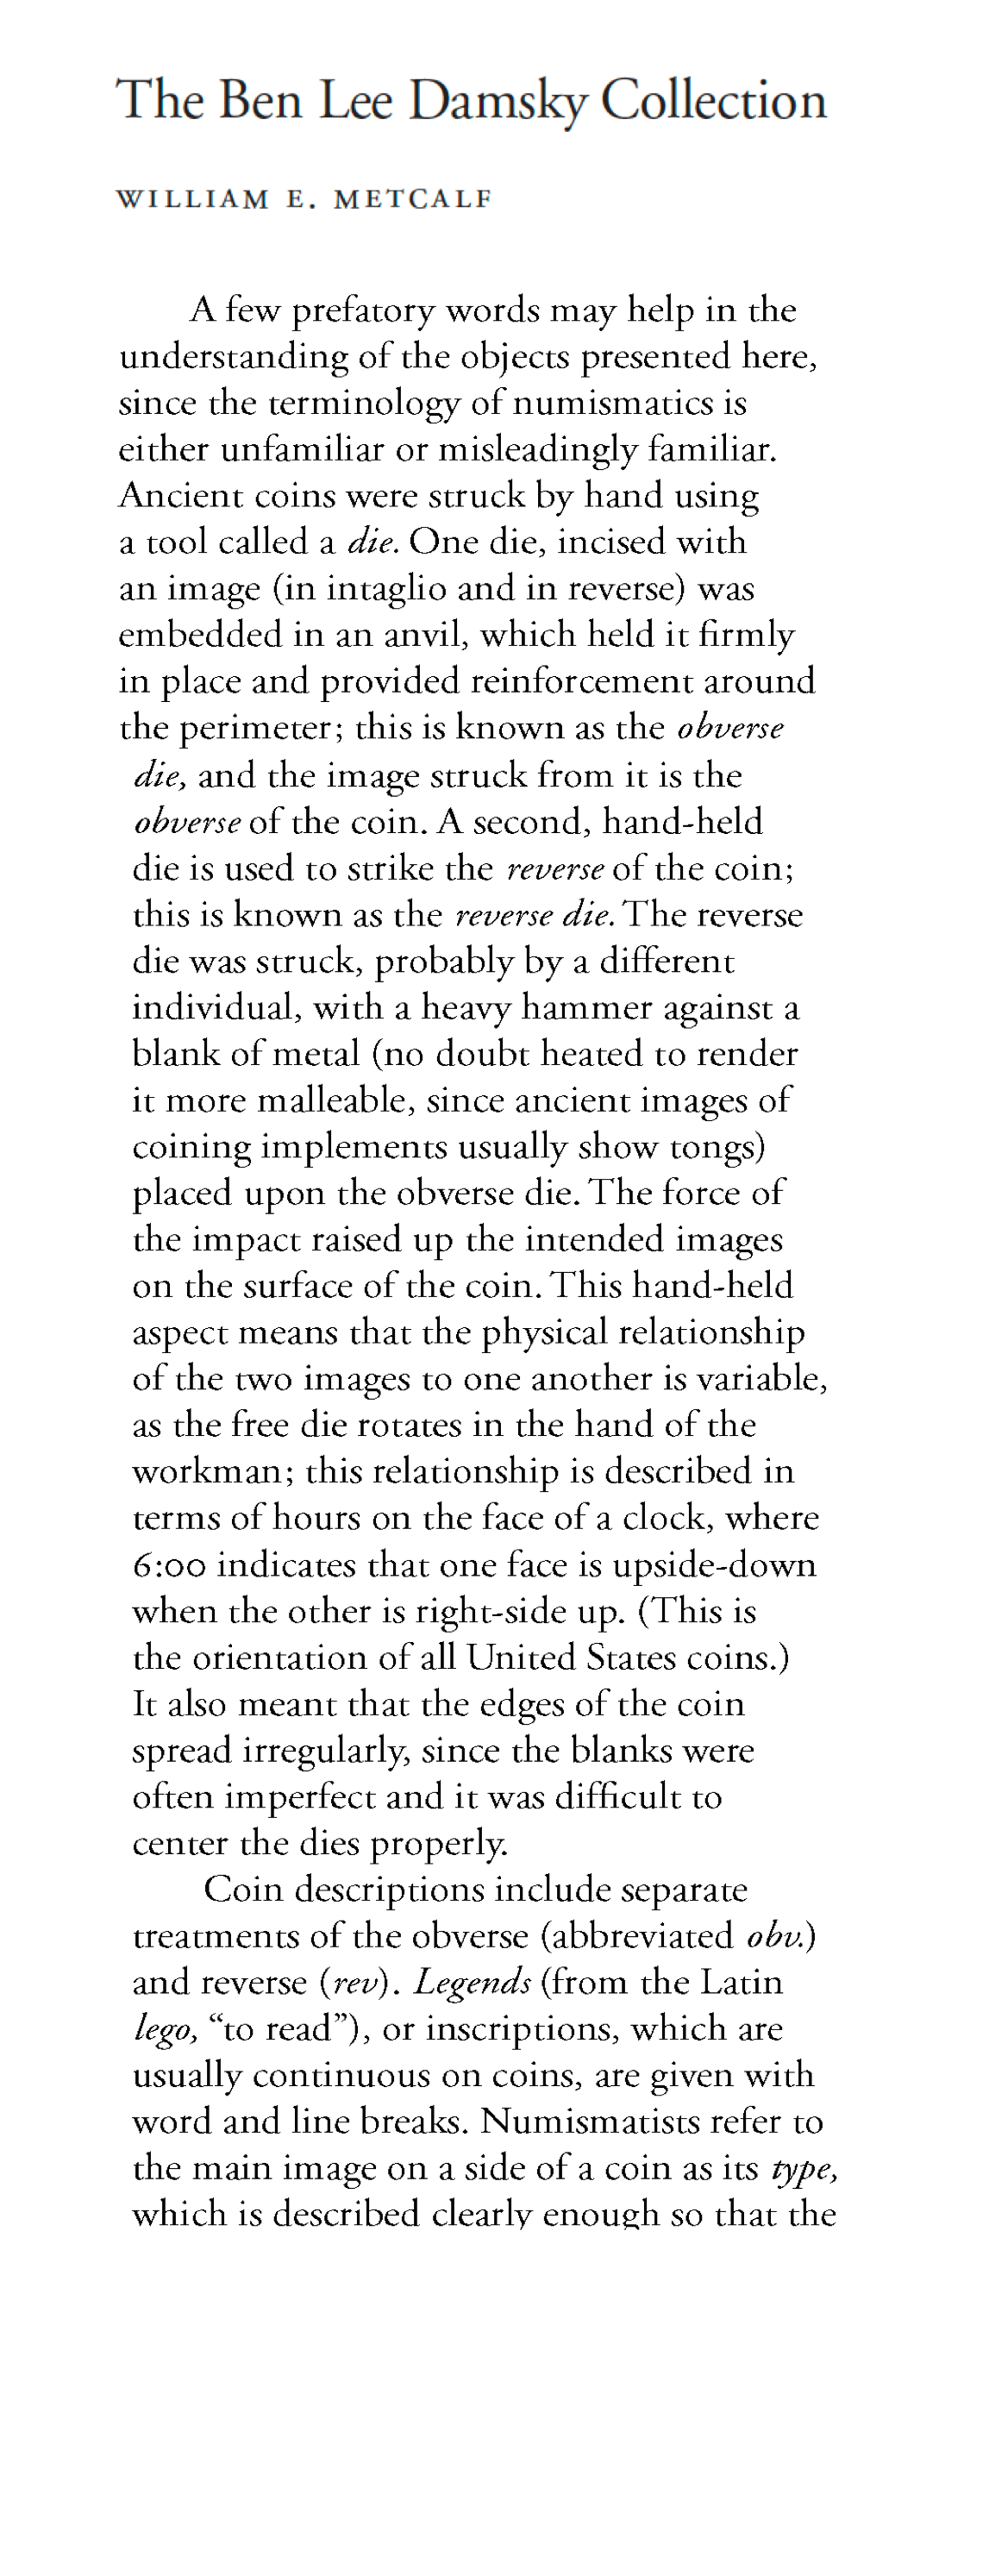 The Ben Lee Damsky Collection
WILLIAM E. METCALF
A few prefatory words may help in the
understanding of the objects presented here,
since the terminology of numismatics is
either unfamiliar or misleadingly familiar.
Ancient coins were struck by hand using
a tool called a die. One die, incised with
an image (in intaglio and in reverse) was
embedded in an anvil, which held it firmly
in place and provided reinforcement around
the perimeter; this is known as the obverse
die, and the image struck from it is the
obverse of the coin. A second, hand-held
die is used to strike the reverse of the coin;
this is known as the reverse die. The reverse
die was struck, probably by a different
individual, with a heavy hammer against a
blank of metal (no doubt heated to render
it more malleable, since ancient images of
coining implements usually show tongs)
placed upon the obverse die. The force of
the impact raised up the intended images
on the surface of the coin. This hand-held
aspect means that the physical relationship
of the two images to one another is variable,
as the free die rotates in the hand of the
workman; this relationship is described in
terms of hours on the face of a clock, where
6:00 indicates that one face is upside-down
when the other is right-side up. (This is
the orientation of all United States coins.)
It also meant that the edges of the coin
spread irregularly, since the blanks were
often imperfect and it was difficult to
center the dies properly.
Coin descriptions include separate
treatments of the obverse (abbreviated obv.)
and reverse (rev). Legends (from the Latin
lego, “to read”), or inscriptions, which are
usually continuous on coins, are given with
word and line breaks. Numismatists refer to
the main image on a side of a coin as its type,
which is described clearly enough so that the